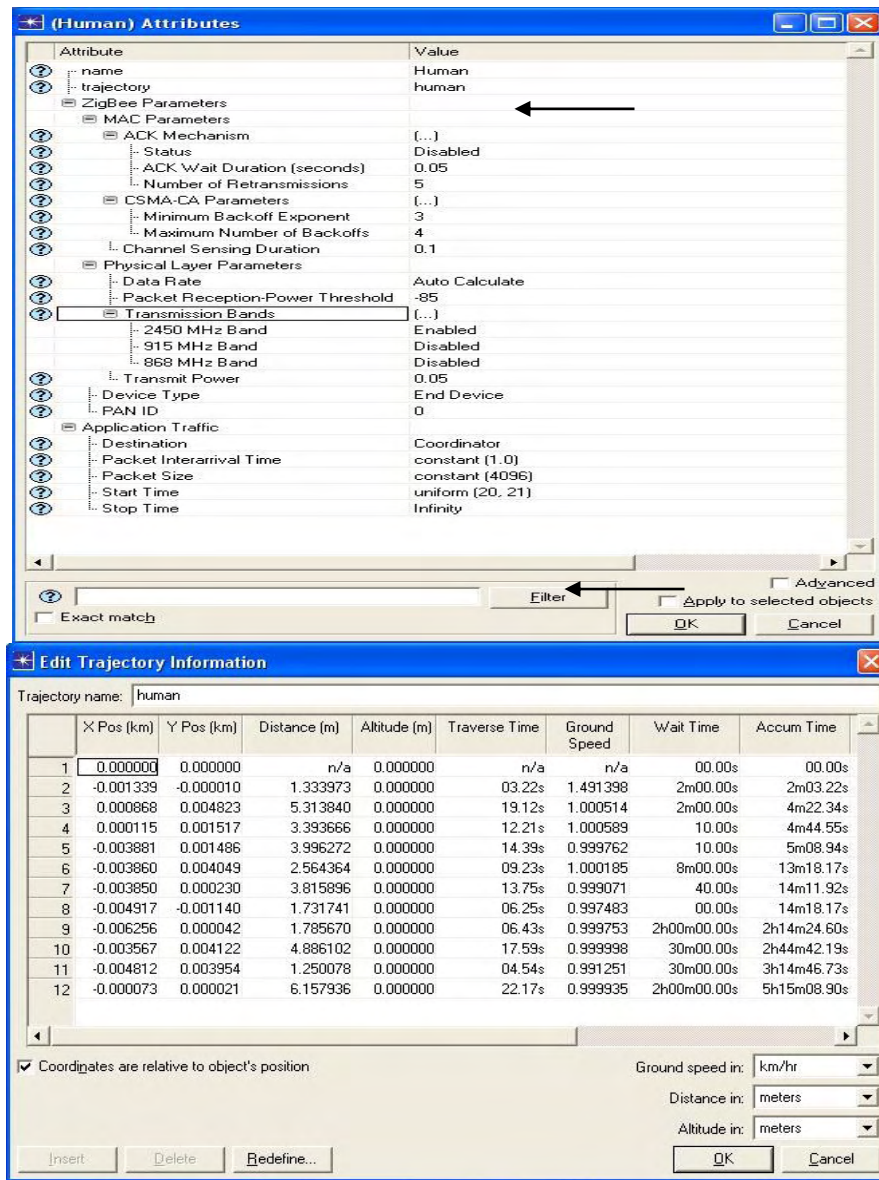 (Human) Attributes
Attribute Value
name Human
trajectory human
ZigBee Parameters
MAC Parameters
ACK Mechanism (...)
Status Disabled
ACK Wait Duration (seconds) 0.05
Number of Retransmissions 5
CSMA-CA Parameters (...)
Minimum Backoff Exponent 3
Maximum Number of Backoffs 4
Channel Sensing Duration 0.1
Physical Layer Parameters
Data Rate Auto Calculate
Packet Reception-Power Threshold -85
Transmission Bands (...)
2450 MHz Band Enabled
915 MHz Band Disabled
868 MHz Band Disabled
Transmit Power 0.05
Device Type End Device
PAN ID 0
Application Traffic
Destination Coordinator
Packet Interarrival Time constant (1.0)
Packet Size constant (4096)
Start Time uniform (20, 21)
Stop Time Infinity
Advanced
Filter
Apply to selected objects
Exact match
OK Cancel
Edit Trajectory Information
Trajectory name: human
X Pos (km) Y Pos (km) Distance (m) Altitude (m) Traverse Time Ground Speed Wait Time Accum Time
1 0.000000 0.000000 n/a 0.000000 n/a n/a 00.00s 00.00s
2 -0.001339 -0.000010 1.333973 0.000000 03.22s 1.491398 2m00.00s 2m03.22s
3 0.000868 0.004823 5.313840 0.000000 19.12s 1.000514 2m00.00s 4m22.34s
4 0.000115 0.001517 3.393666 0.000000 12.21s 1.000589 10.00s 4m44.55s
5 -0.003881 0.001486 3.996272 0.000000 14.39s 0.999762 10.00s 5m08.94s
6 -0.003860 0.004049 2.564364 0.000000 09.23s 1.000185 8m00.00s 13m18.17s
7 -0.003850 0.000230 3.815896 0.000000 13.75s 0.999071 40.00s 14m11.92s
8 -0.004917 -0.001140 1.731741 0.000000 06.25s 0.997483 00.00s 14m18.17s
9 -0.006256 0.000042 1.785670 0.000000 06.43s 0.999753 2h00m00.00s 2h14m24.60s
10 -0.003567 0.004122 4.886102 0.000000 17.59s 0.999998 30m00.00s 2h44m42.19s
11 -0.004812 0.003954 1.250078 0.000000 04.54s 0.991251 30m00.00s 3h14m46.73s
12 -0.000073 0.000021 6.157936 0.000000 22.17s 0.999935 2h00m00.00s 5h15m08.90s
Coordinates are relative to object's position
Ground speed in: km/hr
Distance in: meters
Altitude in: meters
Insert Delete Redefine... OK Cancel